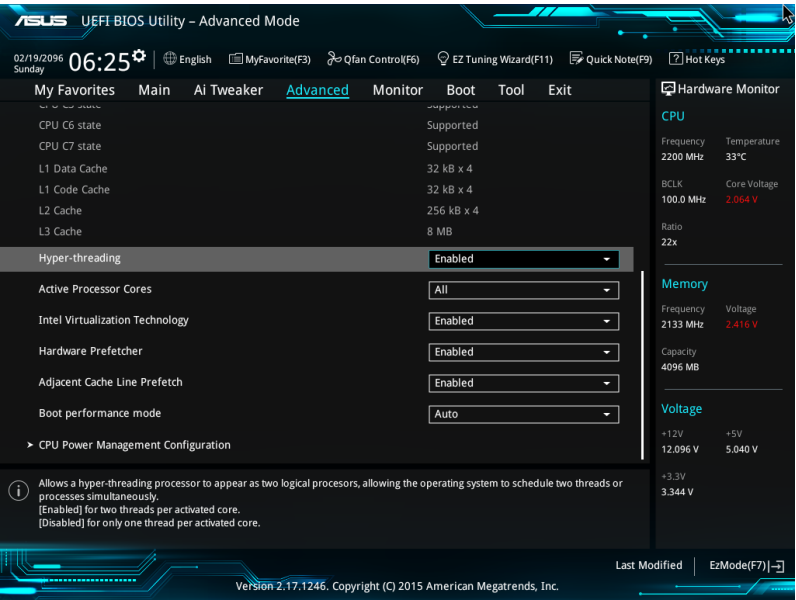 ASUS UEFI BIOS Utility – Advanced Mode
02/19/2096
Sunday
06:25
English
MyFavorite(F3)
Qfan Control(F6)
EZ Tuning Wizard(F11)
Quick Note(F9)
? Hot Keys
My Favorites Main Ai Tweaker Advanced Monitor Boot Tool Exit
CPU C3 state Supported
CPU C6 state Supported
CPU C7 state Supported
L1 Data Cache 32 kB x 4
L1 Code Cache 32 kB x 4
L2 Cache 256 kB x 4
L3 Cache 8 MB
Hyper-threading Enabled
Active Processor Cores All
Intel Virtualization Technology Enabled
Hardware Prefetcher Enabled
Adjacent Cache Line Prefetch Enabled
Boot performance mode Auto
CPU Power Management Configuration
Allows a hyper-threading processor to appear as two logical procesors, allowing the operating system to schedule two threads or
processes simultaneously.
[Enabled] for two threads per activated core.
[Disabled] for only one thread per activated core.
Hardware Monitor
CPU
Frequency Temperature
2200 MHz 33°C
BCLK Core Voltage
100.0 MHz 2.064 V
Ratio
22x
Memory
Frequency Voltage
2133 MHz 2.416 V
Capacity
4096 MB
Voltage
+12V +5V
12.096 V 5.040 V
+3.3V
3.344 V
Last Modified EzMode(F7)
Version 2.17.1246. Copyright (C) 2015 American Megatrends, Inc.